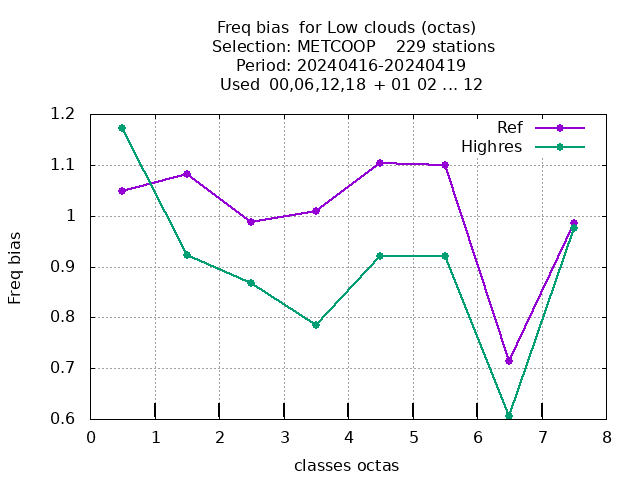 Freq bias  for Low clouds (octas)
Selection: METCOOP    229 stations
Period: 20240416-20240419
Used  00,06,12,18  + 01 02 ... 12
Ref
Highres
1.2
1.1
1
0.9
0.8
0.7
0.6
Freq bias
0 1 2 3 4 5 6 7 8
classes octas